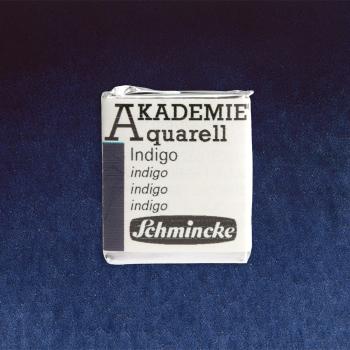 AKADEMIE
Aquarell
Indigo
indigo
indigo
indigo
Schmincke